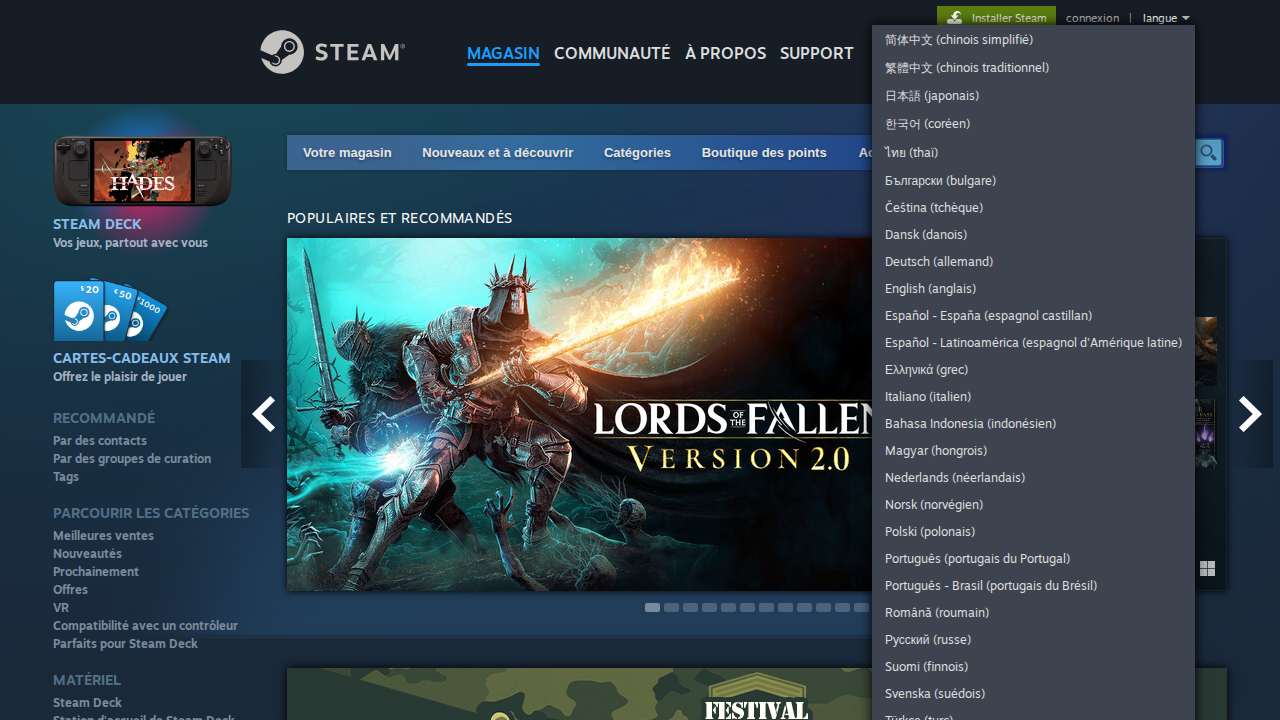 Installer Steam
connexion | langue
STEAM®
MAGASIN
COMMUNAUTÉ
À PROPOS
SUPPORT
简体中文 (chinois simplifié)
繁體中文 (chinois traditionnel)
日本語 (japonais)
한국어 (coréen)
ไทย (thaï)
Български (bulgare)
Čeština (tchèque)
Dansk (danois)
Deutsch (allemand)
English (anglais)
Español - España (espagnol castillan)
Español - Latinoamérica (espagnol d'Amérique latine)
Ελληνικά (grec)
Italiano (italien)
Bahasa Indonesia (indonésien)
Magyar (hongrois)
Nederlands (néerlandais)
Norsk (norvégien)
Polski (polonais)
Português (portugais du Portugal)
Português - Brasil (portugais du Brésil)
Română (roumain)
Русский (russe)
Suomi (finnois)
Svenska (suédois)
Türkçe (turc)
HADES
STEAM DECK
Vos jeux, partout avec vous
$ 20
€ 50
1000
CARTES-CADEAUX STEAM
Offrez le plaisir de jouer
RECOMMANDÉ
Par des contacts
Par des groupes de curation
Tags
PARCOURIR LES CATÉGORIES
Meilleures ventes
Nouveautés
Prochainement
Offres
VR
Compatibilité avec un contrôleur
Parfaits pour Steam Deck
MATÉRIEL
Steam Deck
Station d'accueil de Steam Deck
Votre magasin
Nouveaux et à découvrir
Catégories
Boutique des points
POPULAIRES ET RECOMMANDÉS
LORDS OF THE FALLEN
VERSION 2.0
FESTIVAL